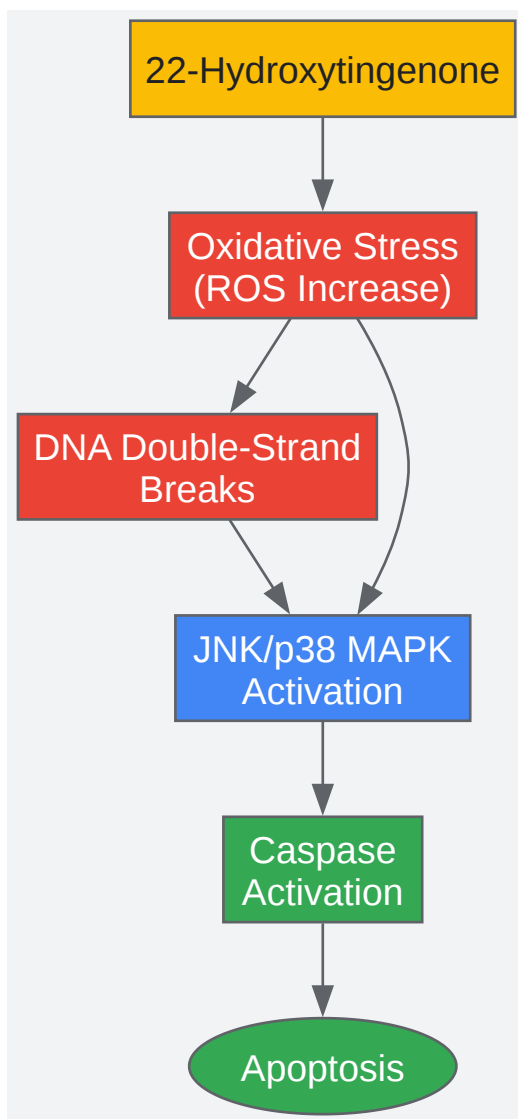 22-Hydroxytingenone
Oxidative Stress
(ROS Increase)
DNA Double-Strand
Breaks
JNK/p38 MAPK
Activation
Caspase
Activation
Apoptosis